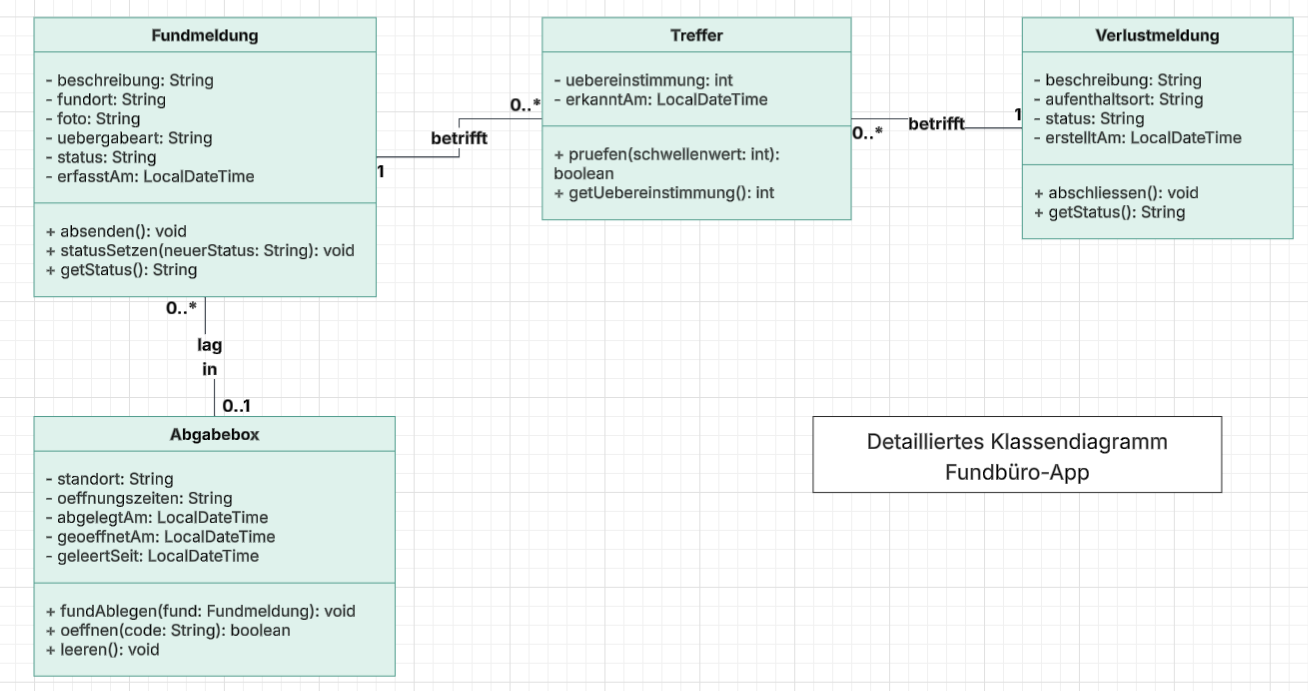 Fundmeldung
- beschreibung: String
- fundort: String
- foto: String
- uebergabeart: String
- status: String
- erfasstAm: LocalDateTime
+ absenden(): void
+ statusSetzen(neuerStatus: String): void
+ getStatus(): String
1
betrifft
0..*
Treffer
- uebereinstimmung: int
- erkanntAm: LocalDateTime
+ pruefen(schwellenwert: int):
boolean
+ getUebereinstimmung(): int
0..*
betrifft
1
Verlustmeldung
- beschreibung: String
- aufenthaltsort: String
- status: String
- erstelltAm: LocalDateTime
+ abschliessen(): void
+ getStatus(): String
0..*
lag
in
0..1
Abgabebox
- standort: String
- oeffnungszeiten: String
- abgelegtAm: LocalDateTime
- geoeffnetAm: LocalDateTime
- geleertSeit: LocalDateTime
+ fundAblegen(fund: Fundmeldung): void
+ oeffnen(code: String): boolean
+ leeren(): void
Detailliertes Klassendiagramm
Fundbüro-App